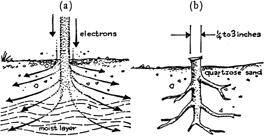 (a)
electrons
moist layer
(b)
¼ to 3 inches
quartzose sand